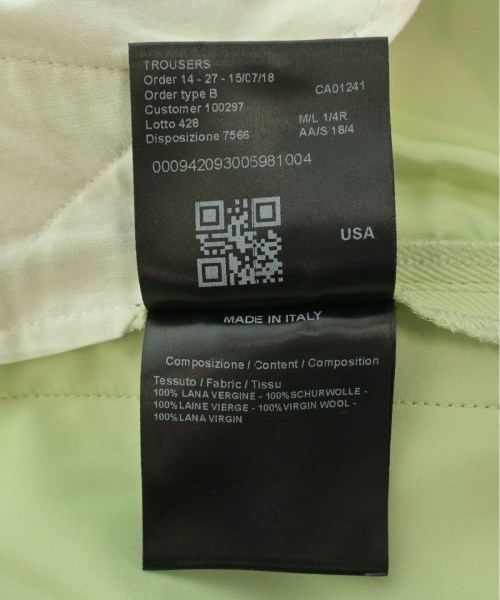 TROUSERS
Order 14 - 27 - 15/07/18
Order type B CA01241
Customer 100297
Lotto 428 M/L 1/4R
Disposizione 7566 AA/S 18/4
000942093005981004
USA
MADE IN ITALY
Composizione / Content / Composition
Tessuto / Fabric / Tissu
100% LANA VERGINE - 100%SCHURWOLLE -
100%LAINE VIERGE - 100%VIRGIN WOOL -
100%LANA VIRGIN